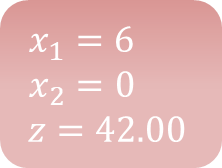 x₁ = 6
x₂ = 0
z = 42.00